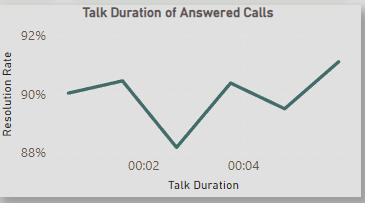 Talk Duration of Answered Calls
92%
90%
88%
Resolution Rate
00:02 00:04
Talk Duration